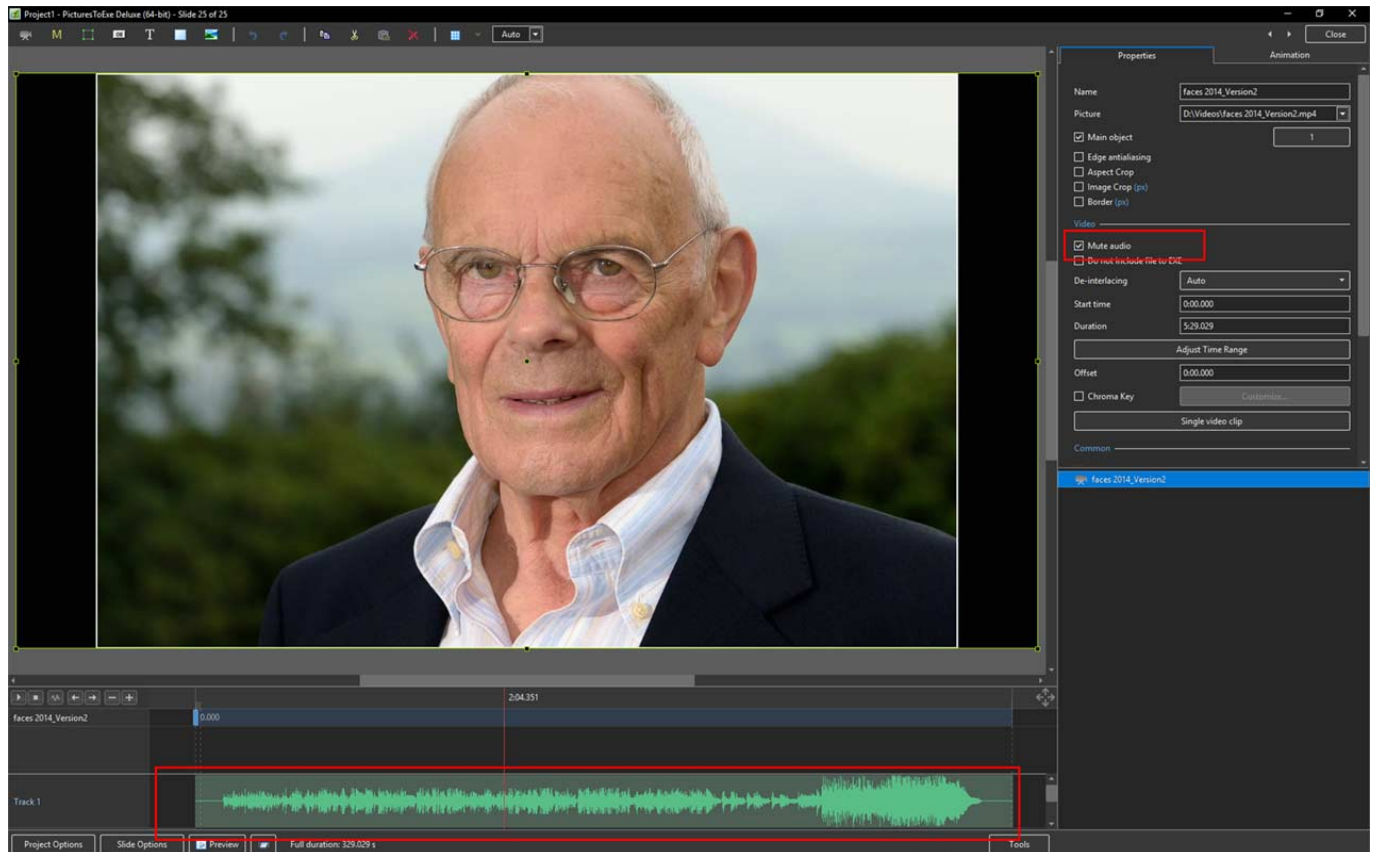 Project1 - PicturesToExe Deluxe (64-bit) - Slide 25 of 25
M OK T Auto Close
Properties Animation
Name faces 2014_Version2
Picture D:\Videos\faces 2014_Version2.mp4
Main object 1
Edge antialiasing
Aspect Crop
Image Crop (px)
Border (px)
Video
Mute audio
Do not include file to EXE
De-interlacing Auto
Start time 0:00.000
Duration 5:29.029
Adjust Time Range
Offset 0:00.000
Chroma Key Customize...
Single video clip
Common
faces 2014_Version2
2:04.351
faces 2014_Version2 0.000
Track 1
Project Options Slide Options Preview Full duration: 329.029 s Tools